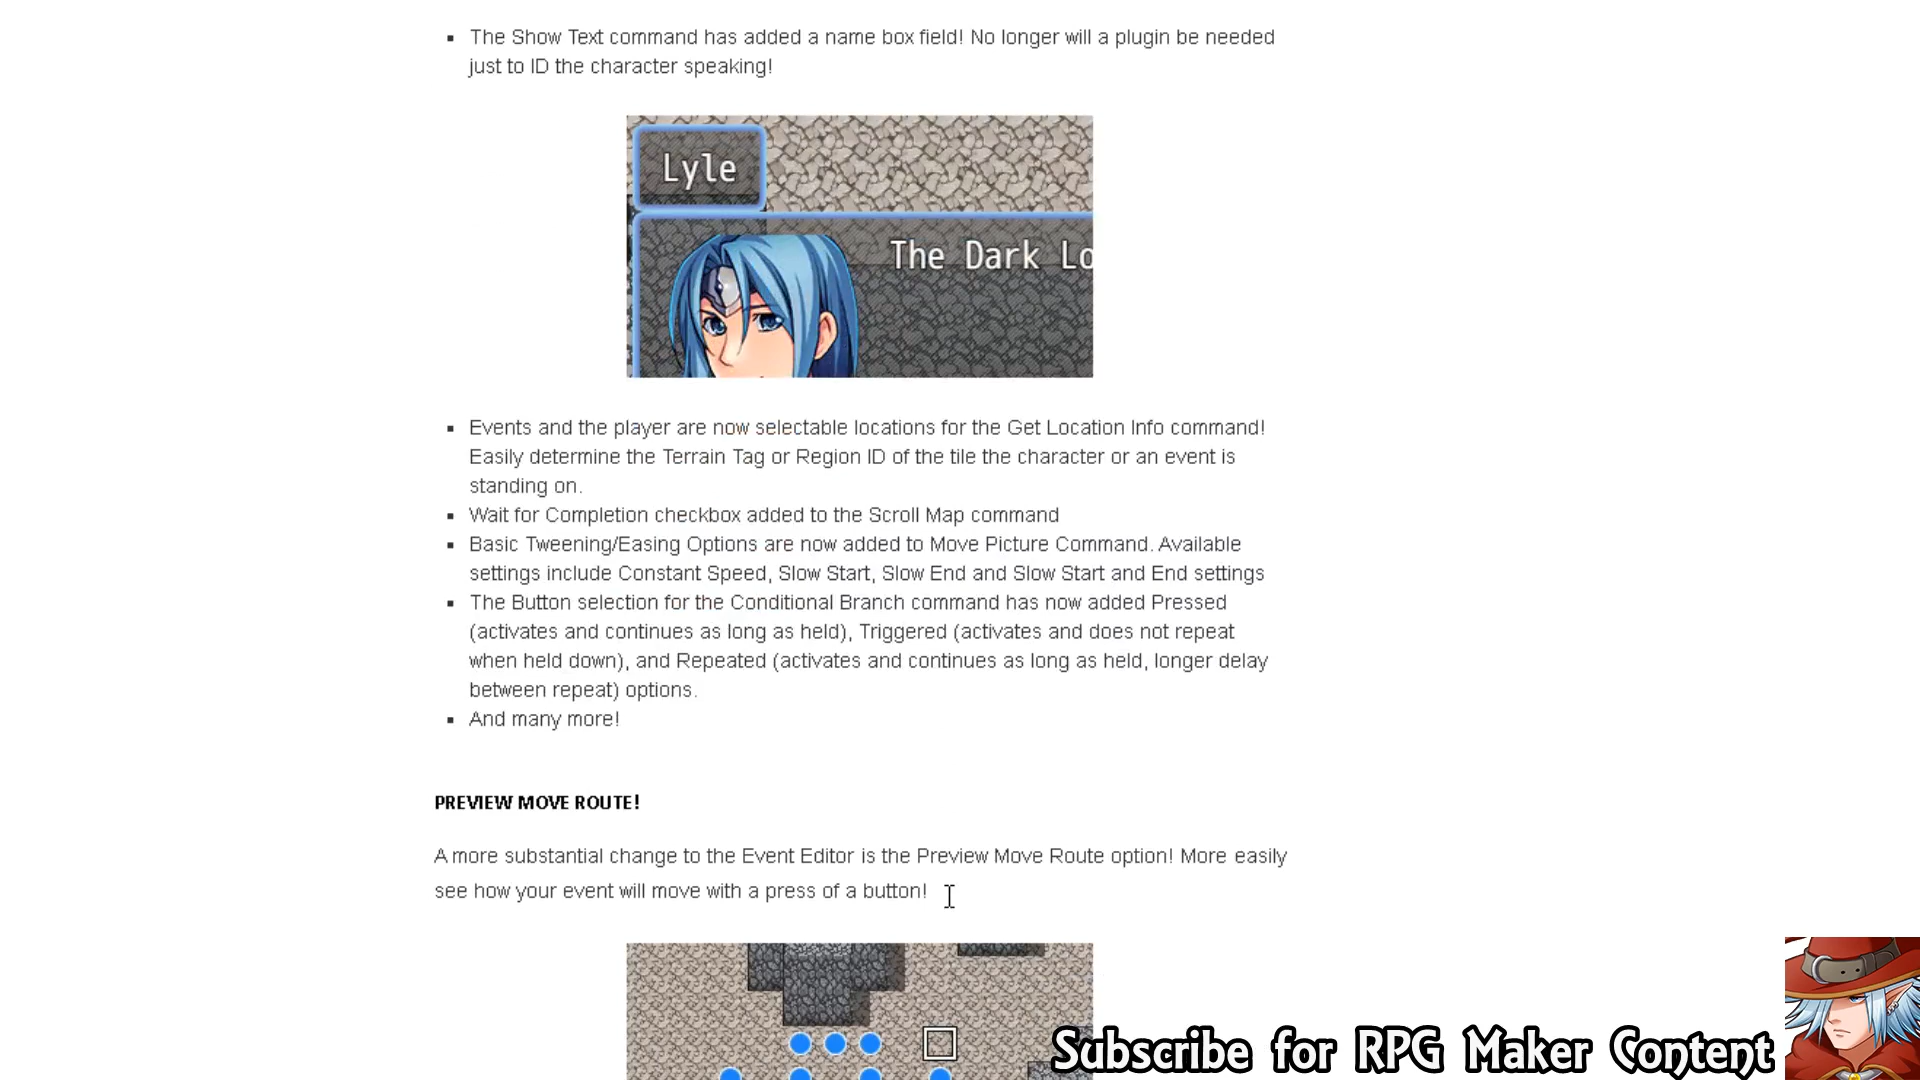 The Show Text command has added a name box field! No longer will a plugin be needed
just to ID the character speaking!
Lyle
The Dark Lo
Events and the player are now selectable locations for the Get Location Info command!
Easily determine the Terrain Tag or Region ID of the tile the character or an event is
standing on.
Wait for Completion checkbox added to the Scroll Map command
Basic Tweening/Easing Options are now added to Move Picture Command. Available
settings include Constant Speed, Slow Start, Slow End and Slow Start and End settings
The Button selection for the Conditional Branch command has now added Pressed
(activates and continues as long as held), Triggered (activates and does not repeat
when held down), and Repeated (activates and continues as long as held, longer delay
between repeat) options.
And many more!
PREVIEW MOVE ROUTE!
A more substantial change to the Event Editor is the Preview Move Route option! More easily
see how your event will move with a press of a button!
Subscribe for RPG Maker Content